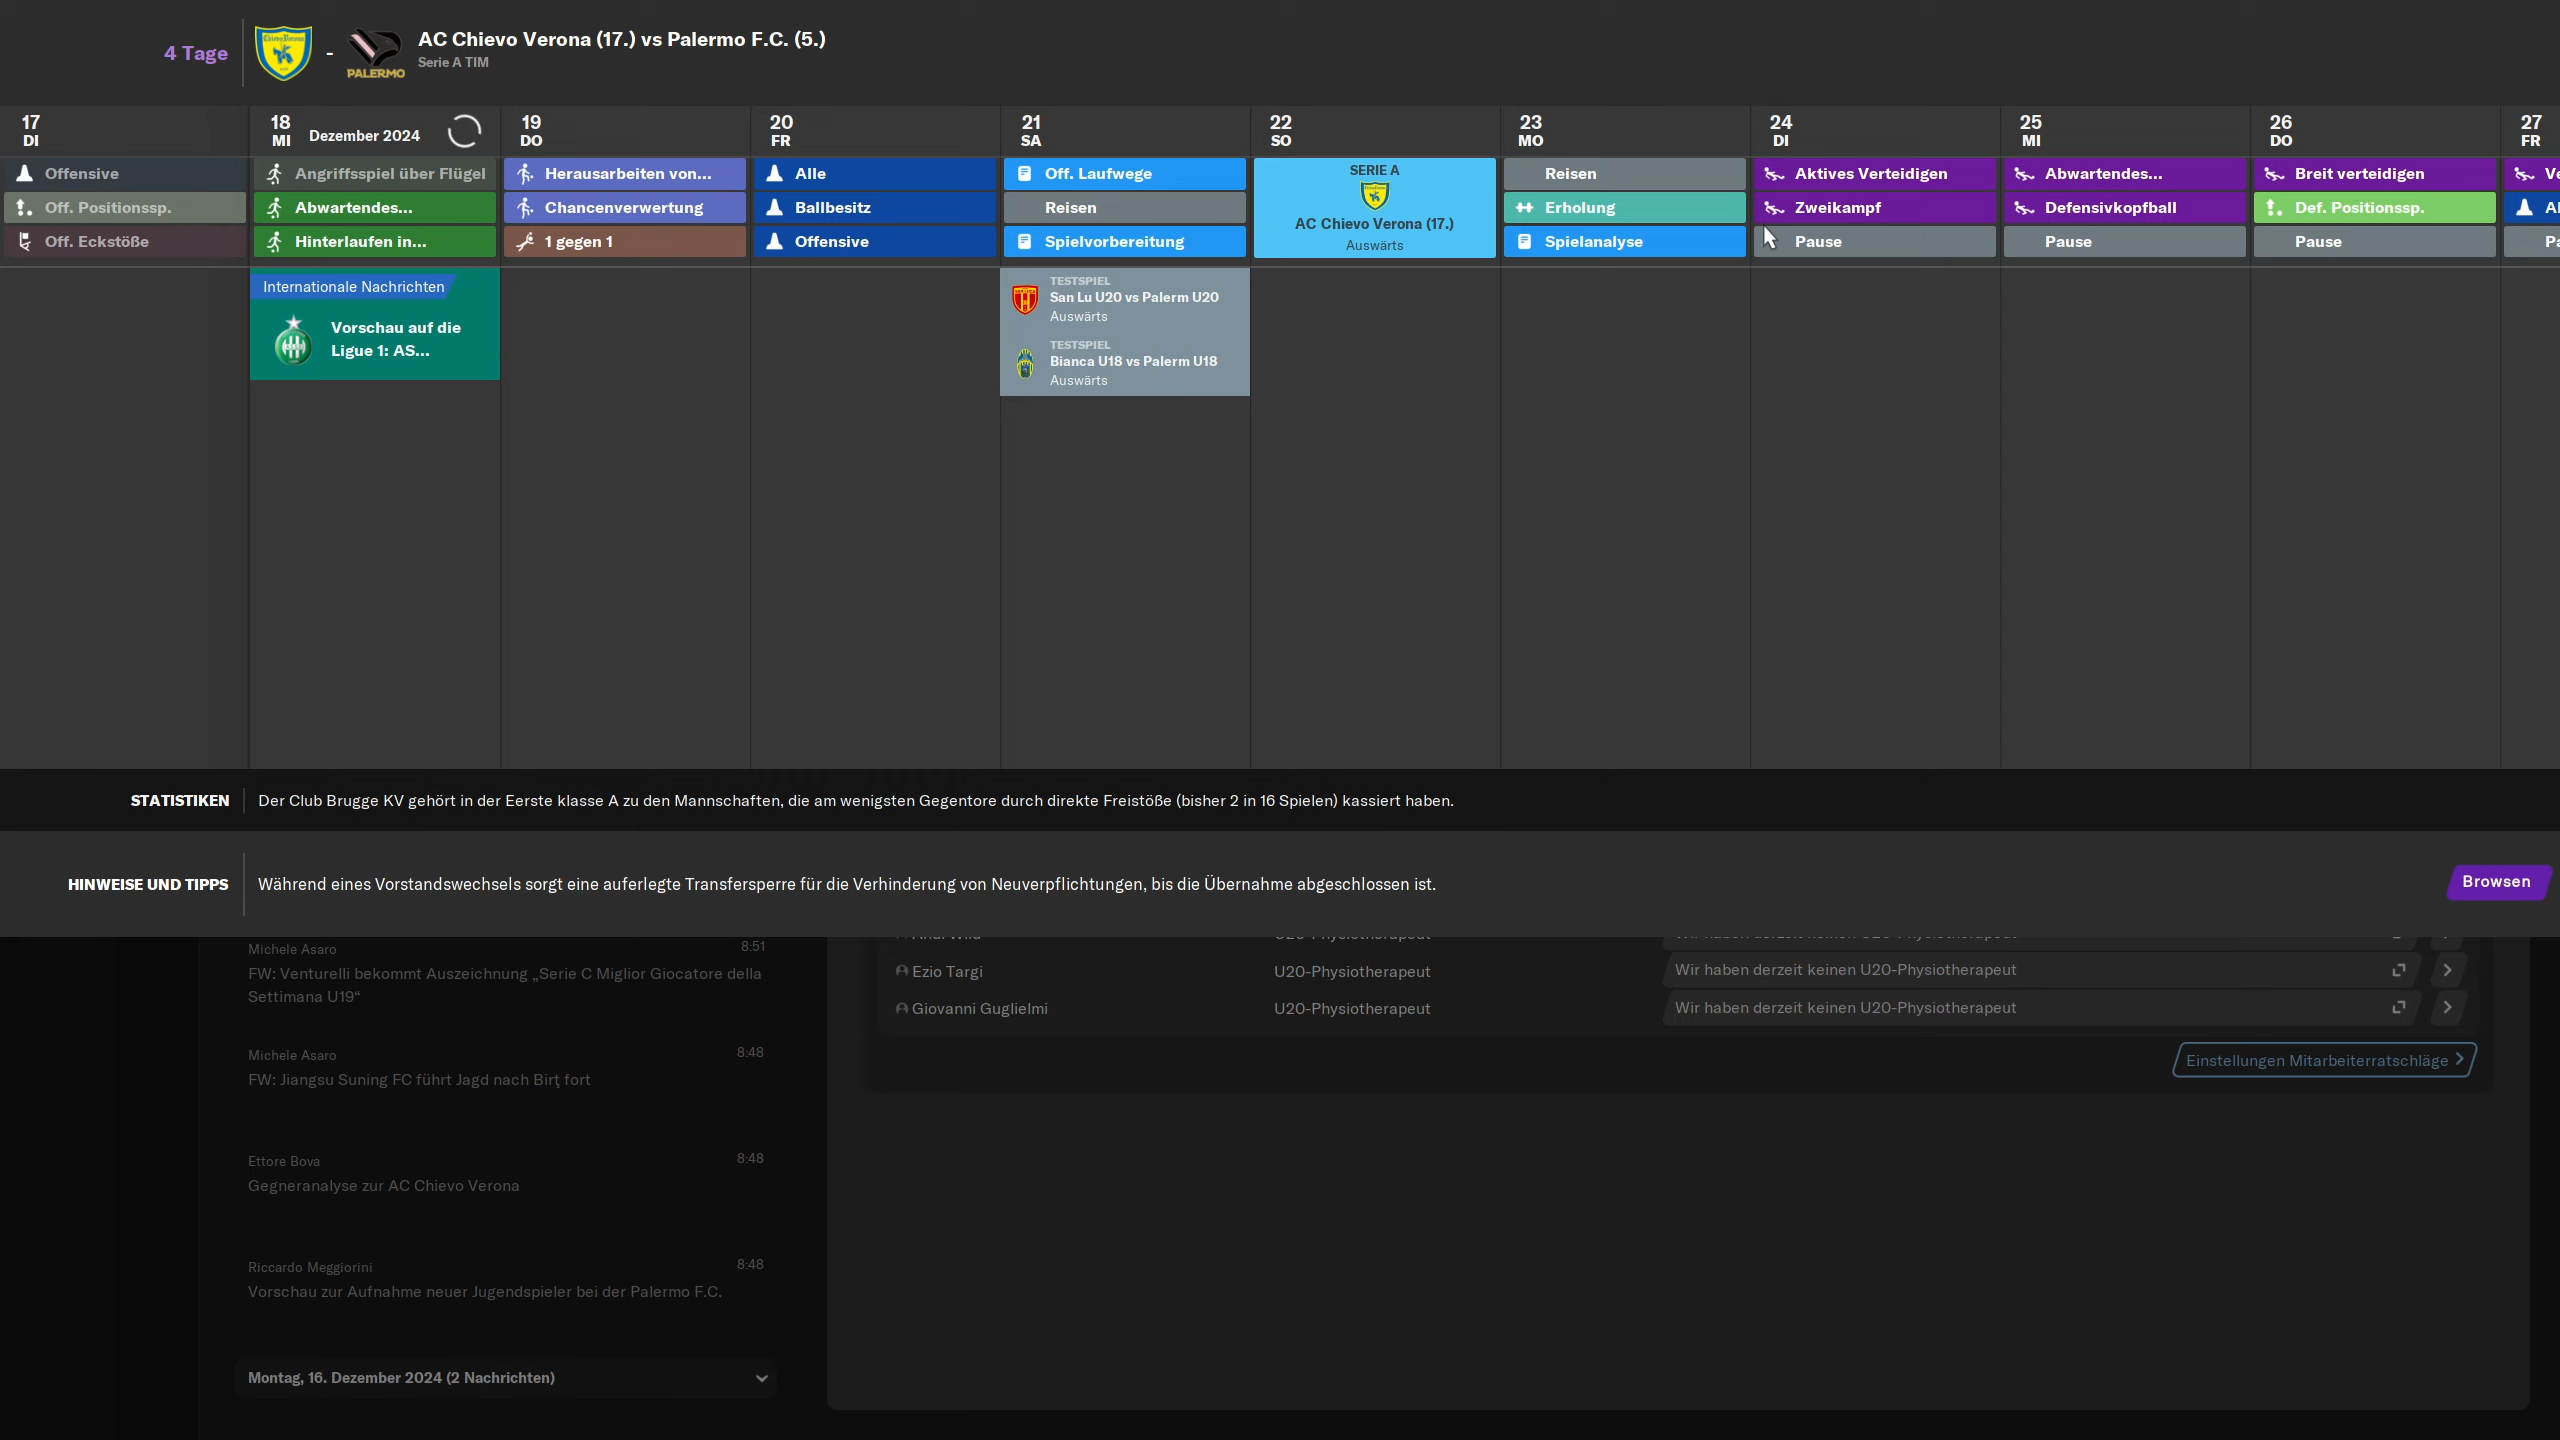 4 Tage
-
PALERMO
AC Chievo Verona (17.) vs Palermo F.C. (5.)
Serie A TIM
17
DI
18
MI
Dezember 2024
19
DO
20
FR
21
SA
22
SO
23
MO
24
DI
25
MI
26
DO
27
FR
Offensive
Off. Positionssp.
Off. Eckstöße
Angriffsspiel über Flügel
Abwartendes...
Hinterlaufen in...
Herausarbeiten von...
Chancenverwertung
1 gegen 1
Alle
Ballbesitz
Offensive
Off. Laufwege
Reisen
Spielvorbereitung
SERIE A
AC Chievo Verona (17.)
Auswärts
Reisen
Erholung
Spielanalyse
Aktives Verteidigen
Zweikampf
Pause
Abwartendes...
Defensivkopfball
Pause
Breit verteidigen
Def. Positionssp.
Pause
Internationale Nachrichten
Vorschau auf die
Ligue 1: AS...
TESTSPIEL
San Lu U20 vs Palerm U20
Auswärts
TESTSPIEL
Bianca U18 vs Palerm U18
Auswärts
STATISTIKEN
Der Club Brugge KV gehört in der Eerste klasse A zu den Mannschaften, die am wenigsten Gegentore durch direkte Freistöße (bisher 2 in 16 Spielen) kassiert haben.
HINWEISE UND TIPPS
Während eines Vorstandswechsels sorgt eine auferlegte Transfersperre für die Verhinderung von Neuverpflichtungen, bis die Übernahme abgeschlossen ist.
Browsen
Michele Asaro
8:51
FW: Venturelli bekommt Auszeichnung „Serie C Miglior Giocatore della
Settimana U19“
Michele Asaro
8:48
FW: Jiangsu Suning FC führt Jagd nach Birț fort
Ettore Bova
8:48
Gegneranalyse zur AC Chievo Verona
Riccardo Meggiorini
8:48
Vorschau zur Aufnahme neuer Jugendspieler bei der Palermo F.C.
Montag, 16. Dezember 2024 (2 Nachrichten)
Ezio Targi
U20-Physiotherapeut
Wir haben derzeit keinen U20-Physiotherapeut
Giovanni Guglielmi
U20-Physiotherapeut
Wir haben derzeit keinen U20-Physiotherapeut
Einstellungen Mitarbeiterratschläge